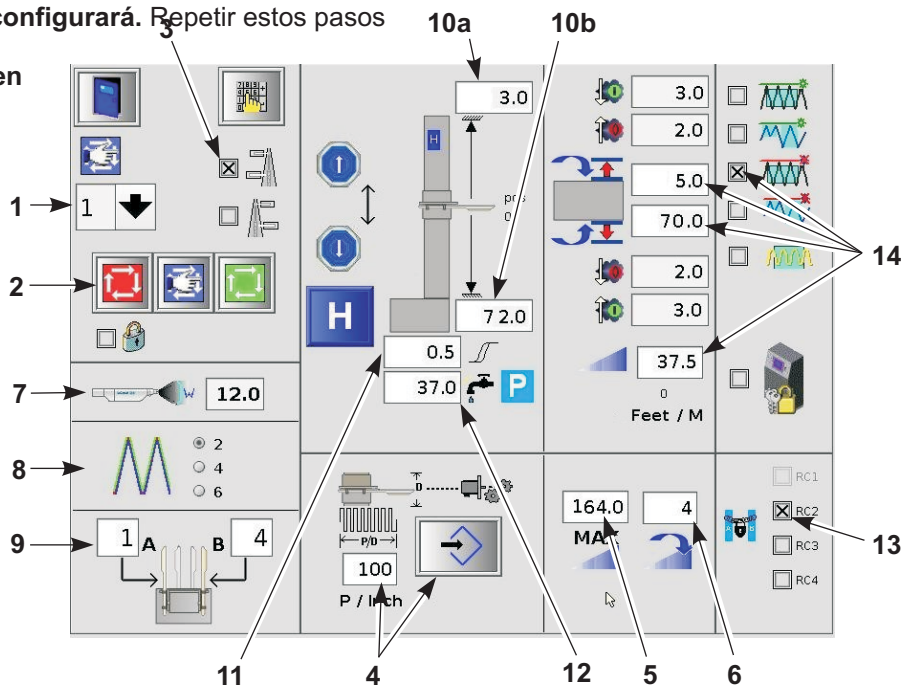 configurará. Repetir estos pasos
en
3
10a
10b
3.0
3.0
H
2.0
1
1
pos
0
5.0
70.0
14
2
72.0
2.0
H
3.0
0.5
37.5
7
W
12.0
37.0
P
0
Feet / M
8
2
4
6
D
RC1
164.0
4
RC2
13
9
1
A
B
4
P/D
MAX
RC3
100
RC4
P / Inch
11
4
12
5
6